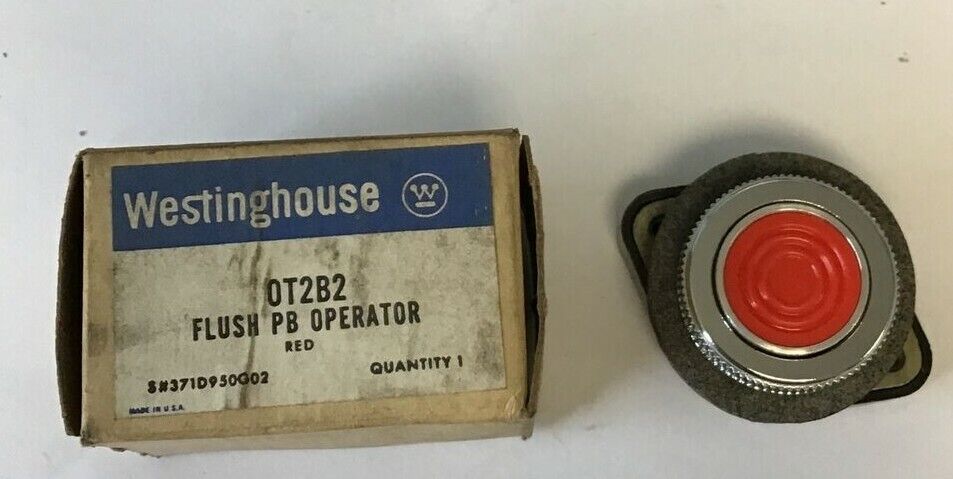 Westinghouse W
OT2B2
FLUSH PB OPERATOR
RED
S#371D950G02 QUANTITY 1
MADE IN U.S.A.